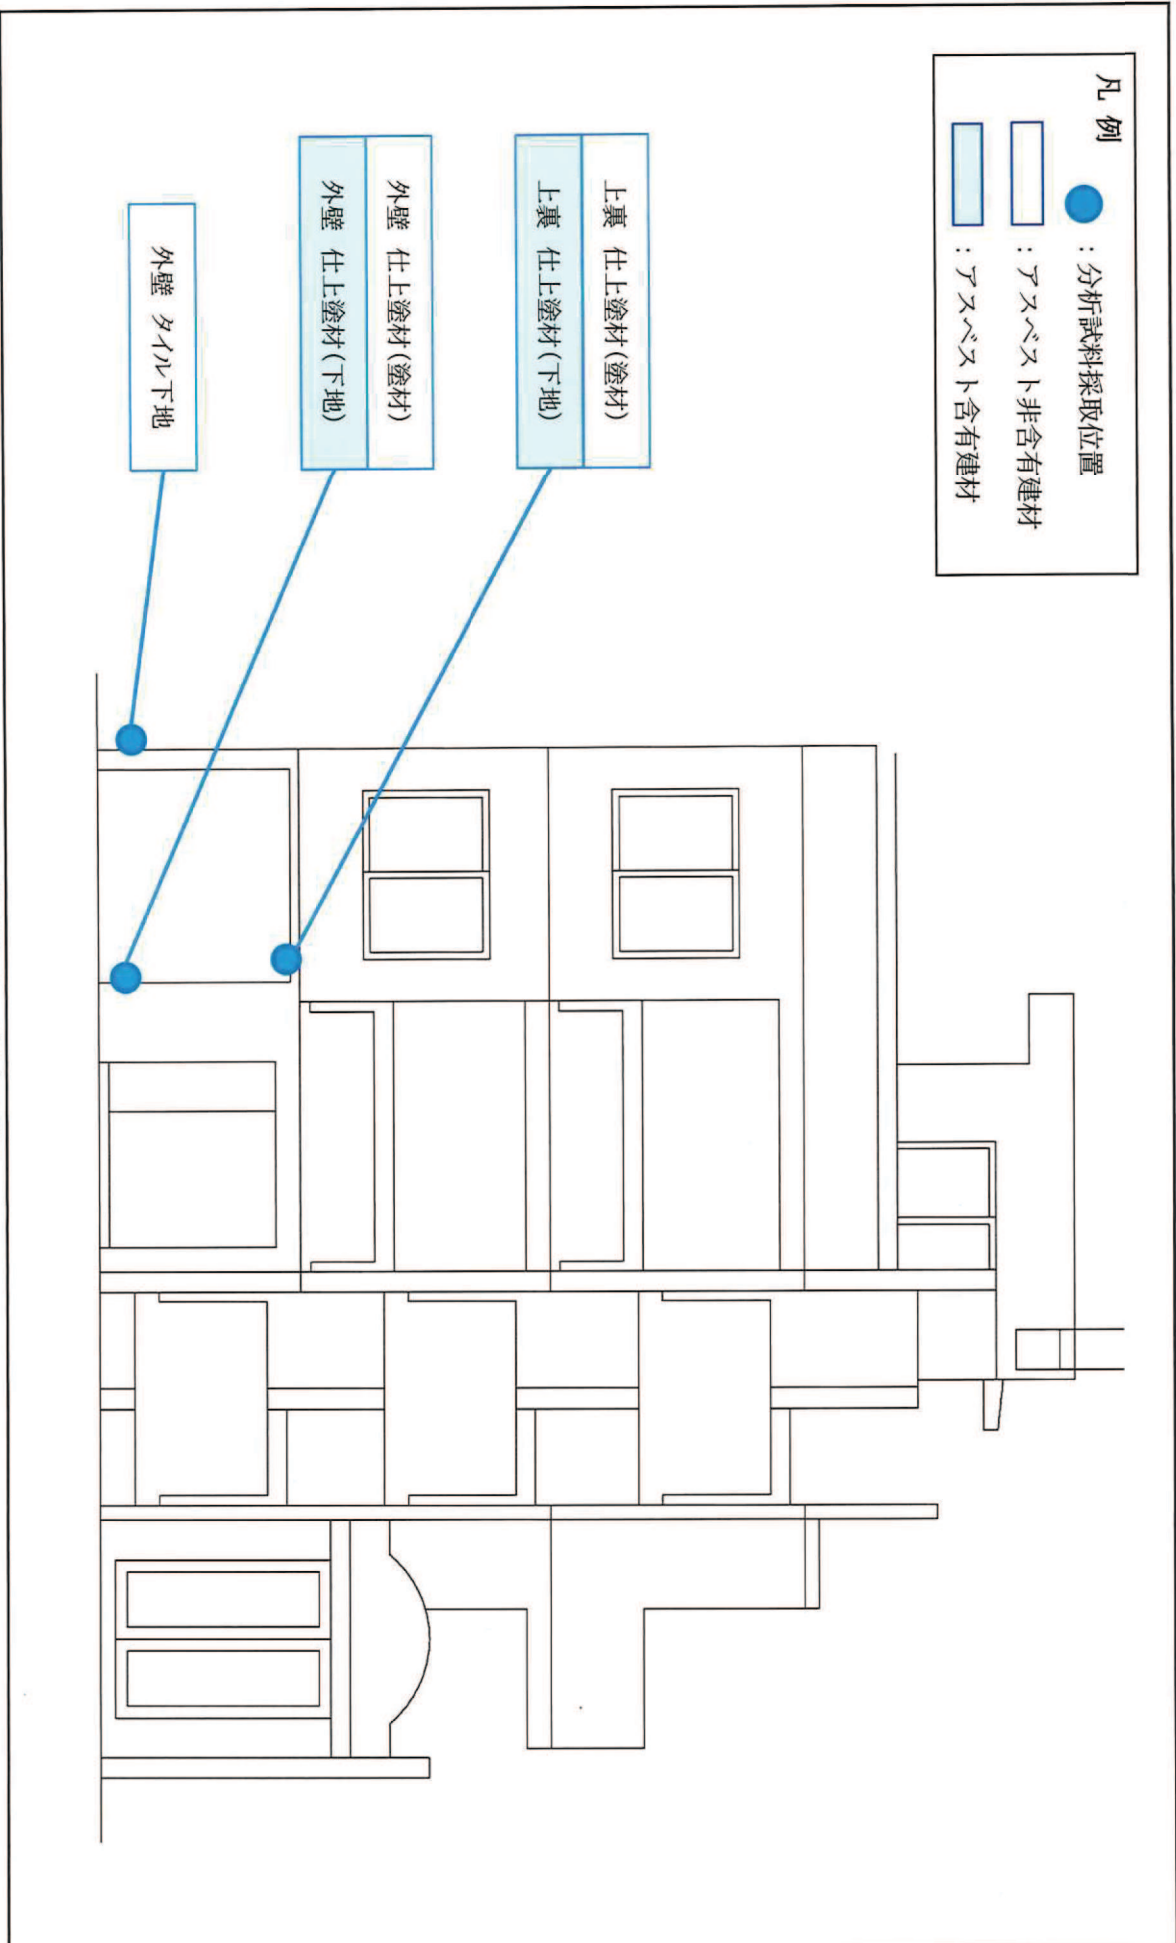 凡 例
：分析試料採取位置
：アスベスト非含有建材
：アスベスト含有建材
上裏 仕上塗材(塗材)
上裏 仕上塗材(下地)
外壁 仕上塗材(塗材)
外壁 仕上塗材(下地)
外壁 タイル下地